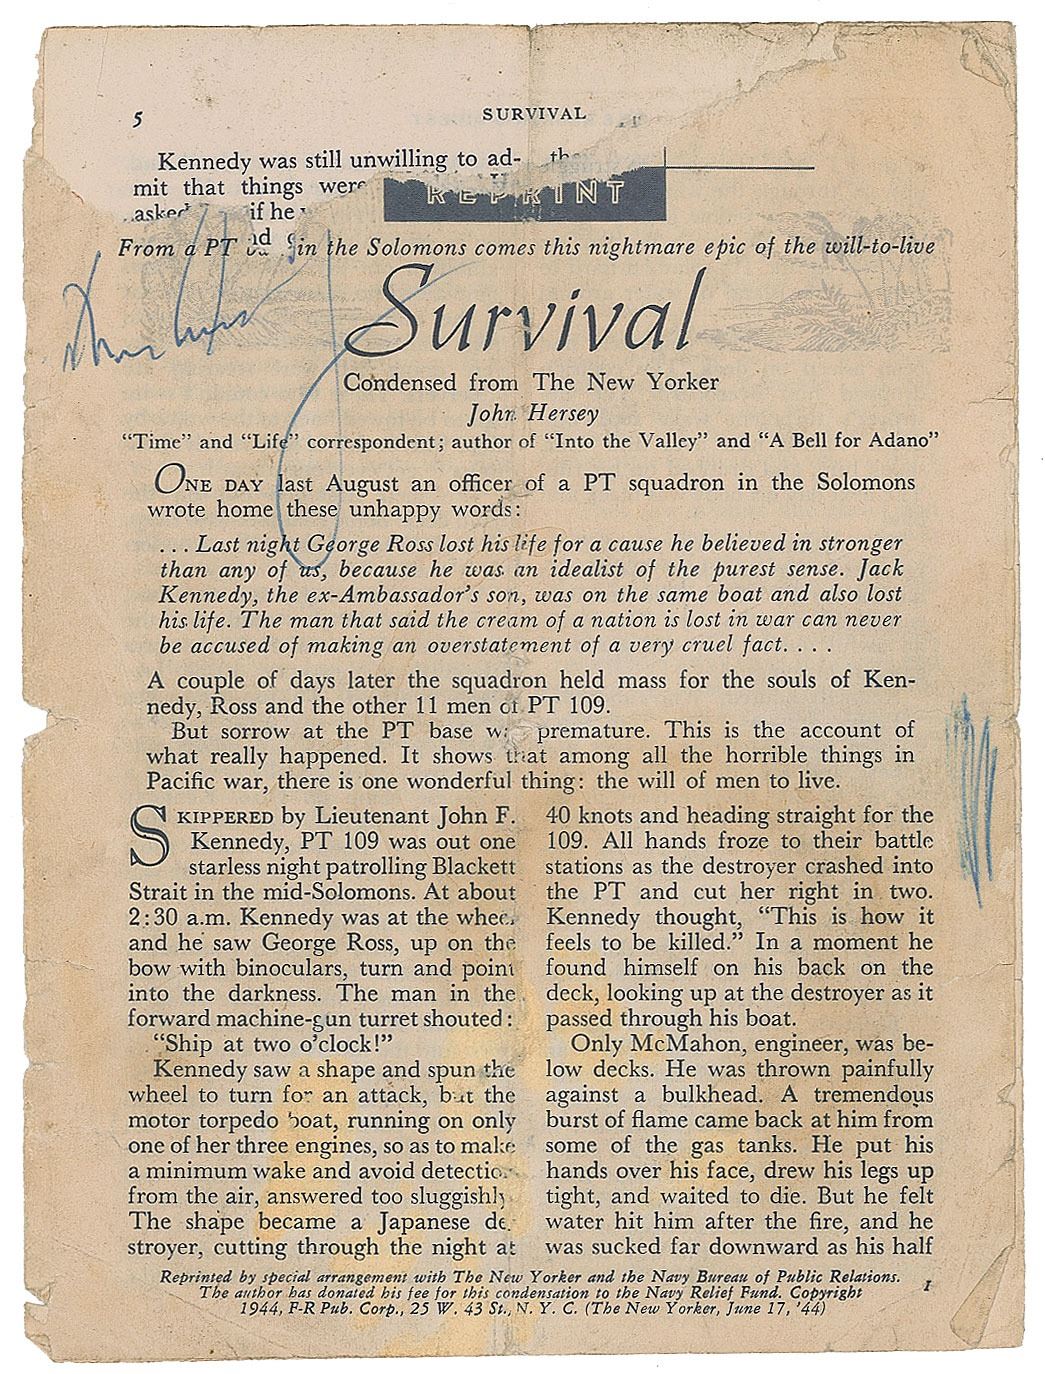 5 SURVIVAL
Kennedy was still unwilling to ad-
mit that things were
asked if he
REPRINT
From a PT in the Solomons comes this nightmare epic of the will-to-live
Survival
Condensed from The New Yorker
John Hersey
“Time” and “Life” correspondent; author of “Into the Valley” and “A Bell for Adano”
ONE DAY last August an officer of a PT squadron in the Solomons
wrote home these unhappy words:
. . . Last night George Ross lost his life for a cause he believed in stronger
than any of us, because he was an idealist of the purest sense. Jack
Kennedy, the ex-Ambassador’s son, was on the same boat and also lost
his life. The man that said the cream of a nation is lost in war can never
be accused of making an overstatement of a very cruel fact. . . .
A couple of days later the squadron held mass for the souls of Ken-
nedy, Ross and the other 11 men of PT 109.
But sorrow at the PT base was premature. This is the account of
what really happened. It shows that among all the horrible things in
Pacific war, there is one wonderful thing: the will of men to live.
SKIPPERED by Lieutenant John F.
Kennedy, PT 109 was out one
starless night patrolling Blackett
Strait in the mid-Solomons. At about
2:30 a.m. Kennedy was at the wheel
and he saw George Ross, up on the
bow with binoculars, turn and point
into the darkness. The man in the
forward machine-gun turret shouted:
“Ship at two o’clock!”
Kennedy saw a shape and spun the
wheel to turn for an attack, but the
motor torpedo boat, running on only
one of her three engines, so as to make
a minimum wake and avoid detection
from the air, answered too sluggishly
The shape became a Japanese de-
stroyer, cutting through the night at
40 knots and heading straight for the
109. All hands froze to their battle
stations as the destroyer crashed into
the PT and cut her right in two.
Kennedy thought, “This is how it
feels to be killed.” In a moment he
found himself on his back on the
deck, looking up at the destroyer as it
passed through his boat.
Only McMahon, engineer, was be-
low decks. He was thrown painfully
against a bulkhead. A tremendous
burst of flame came back at him from
some of the gas tanks. He put his
hands over his face, drew his legs up
tight, and waited to die. But he felt
water hit him after the fire, and he
was sucked far downward as his half
Reprinted by special arrangement with The New Yorker and the Navy Bureau of Public Relations.
The author has donated his fee for this condensation to the Navy Relief Fund. Copyright
1944, F-R Pub. Corp., 25 W. 43 St., N. Y. C. (The New Yorker, June 17, ’44)
1